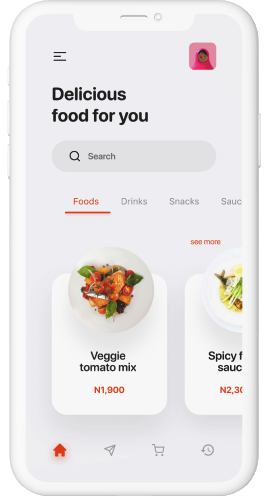 Delicious
food for you
Search
Foods Drinks Snacks Sauc
see more
Veggie
tomato mix
N1,900
Spicy f
sauc
N2,30